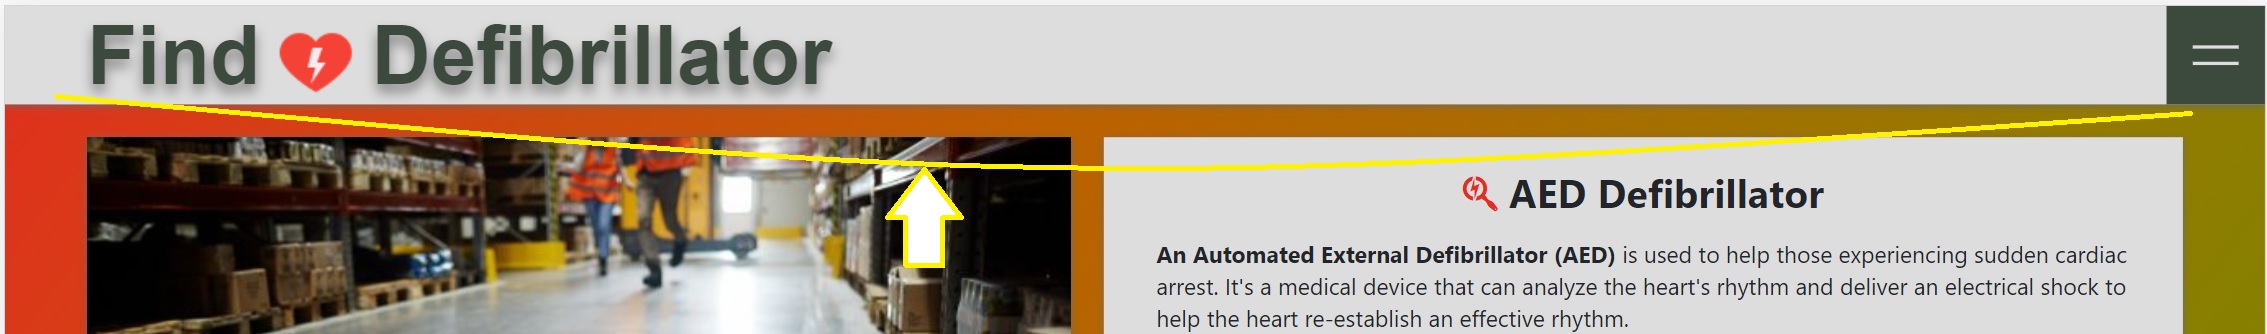 Find Defibrillator
AED Defibrillator
An Automated External Defibrillator (AED) is used to help those experiencing sudden cardiac
arrest. It's a medical device that can analyze the heart's rhythm and deliver an electrical shock to
help the heart re-establish an effective rhythm.